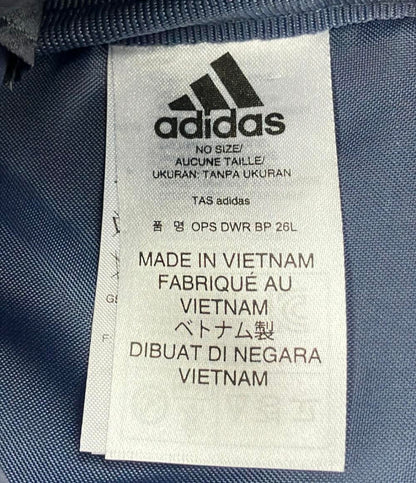 adidas
NO SIZE/
AUCUNE TAILLE/
UKURAN: TANPA UKURAN
TAS adidas
품 명 OPS DWR BP 26L
MADE IN VIETNAM
FABRIQUÉ AU
VIETNAM
ベトナム製
DIBUAT DI NEGARA
VIETNAM